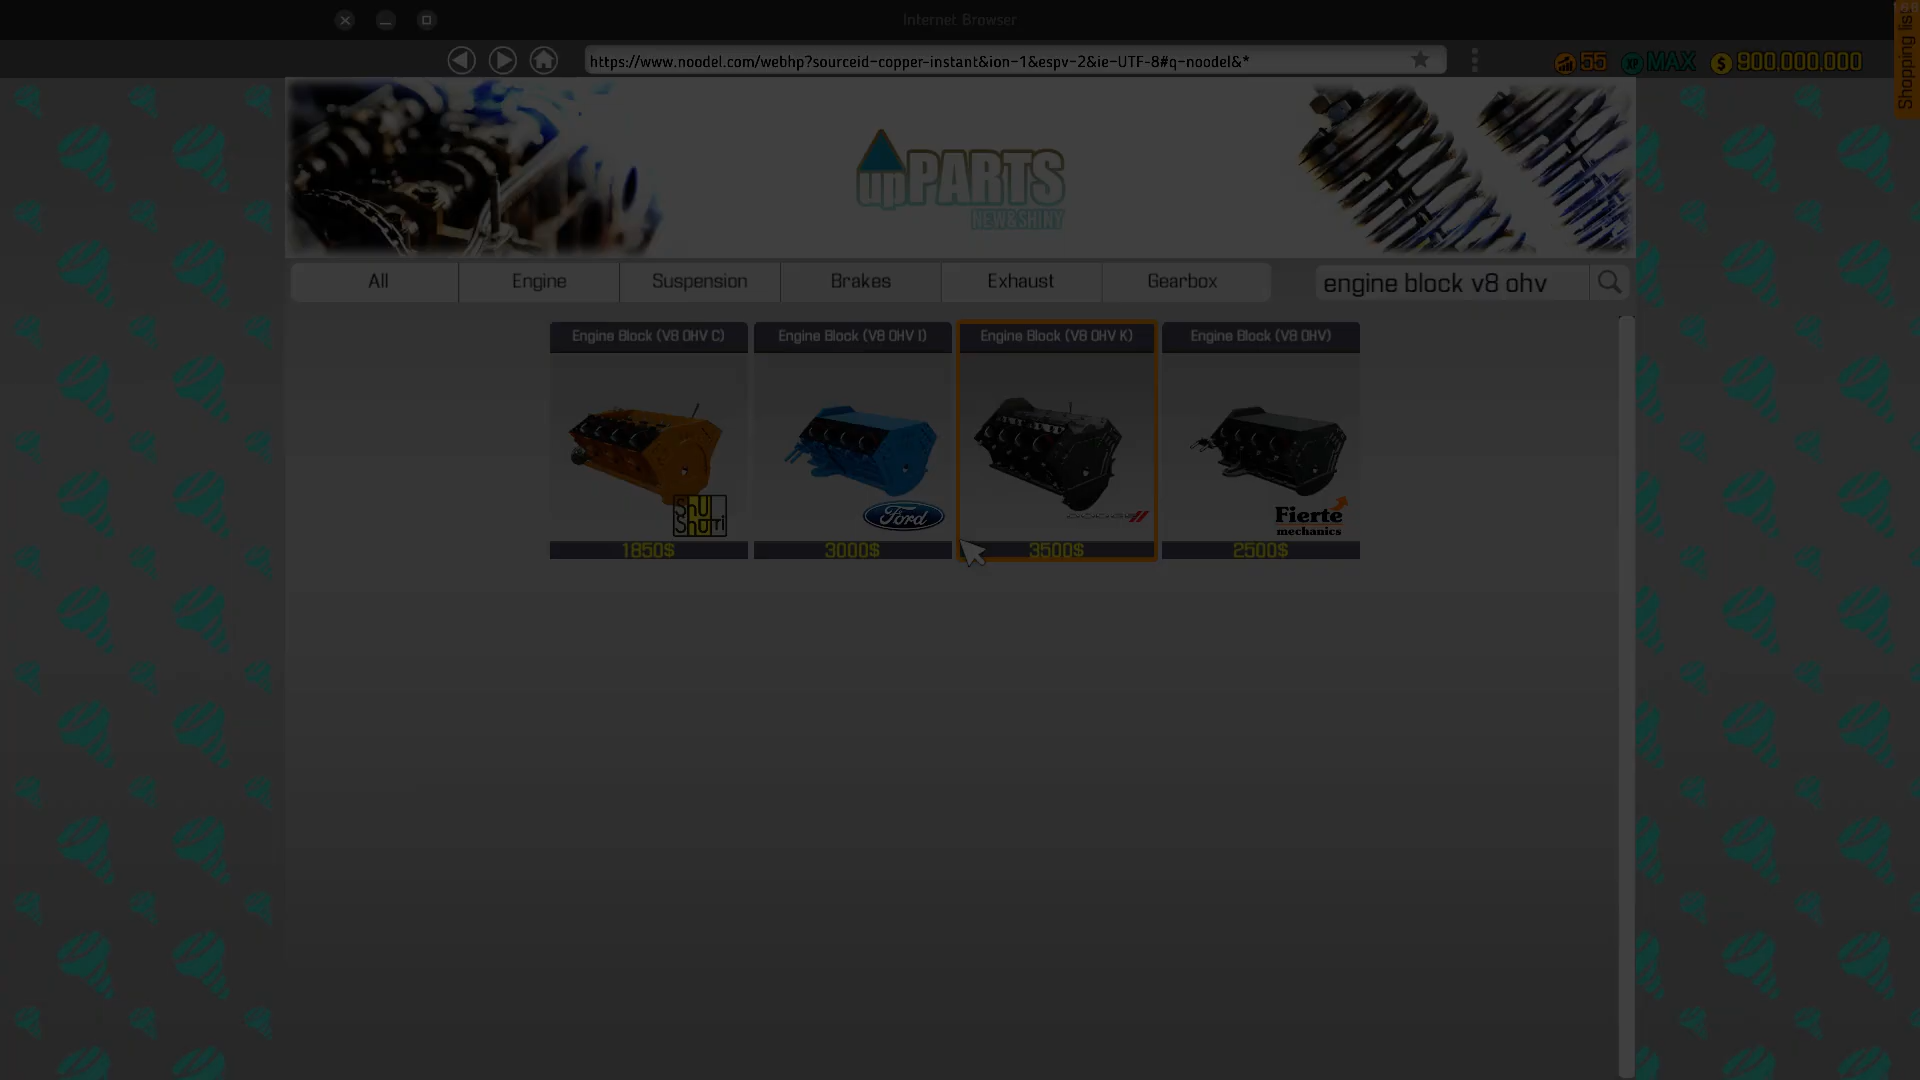 Internet Browser
Shopping list
https://www.noodel.com/webhp?sourceid-copper-instant&ion-1&espv-2&ie-UTF-8#q-noodel&*
55
XP MAX
$ 900,000,000
upPARTS
NEW&SHINY
All
Engine
Suspension
Brakes
Exhaust
Gearbox
engine block v8 ohv
Engine Block (V8 OHV C)
Engine Block (V8 OHV I)
Engine Block (V8 OHV K)
Engine Block (V8 OHV)
Shu
Shutri
Ford
Fierte
mechanics
1850$
3000$
3500$
2500$